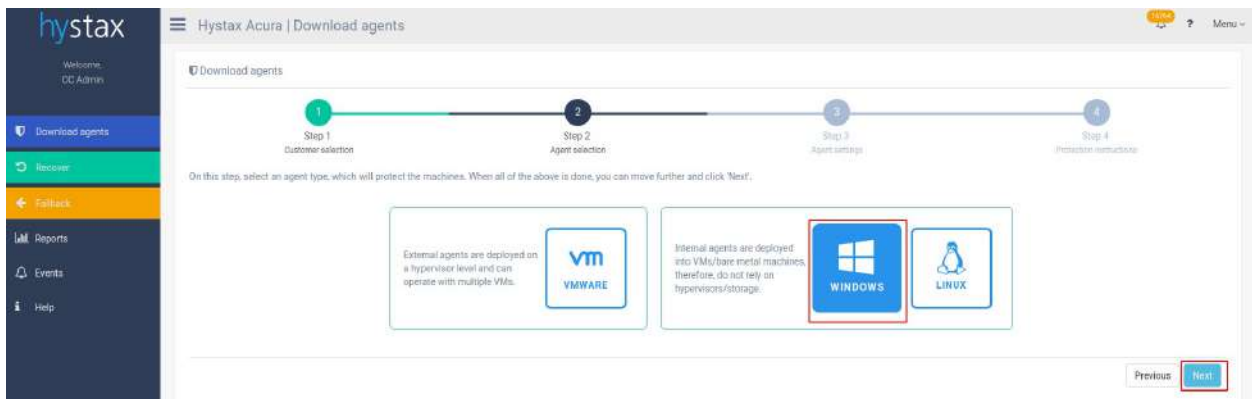 hystax
Hystax Acura | Download agents
? Menu
Welcome,
DC Admin
Download agents
Recover
Failback
Reports
Events
Help
Download agents
1
2
3
4
Step 1
Step 2
Step 3
Step 4
Customer selection
Agent selection
Agent settings
Protection instructions
On this step, select an agent type, which will protect the machines. When all of the above is done, you can move further and click 'Next'.
External agents are deployed on
a hypervisor level and can
operate with multiple VMs.
vm
VMWARE
Internal agents are deployed
into VMs/bare metal machines,
therefore, do not rely on
hypervisors/storage.
WINDOWS
LINUX
Previous
Next